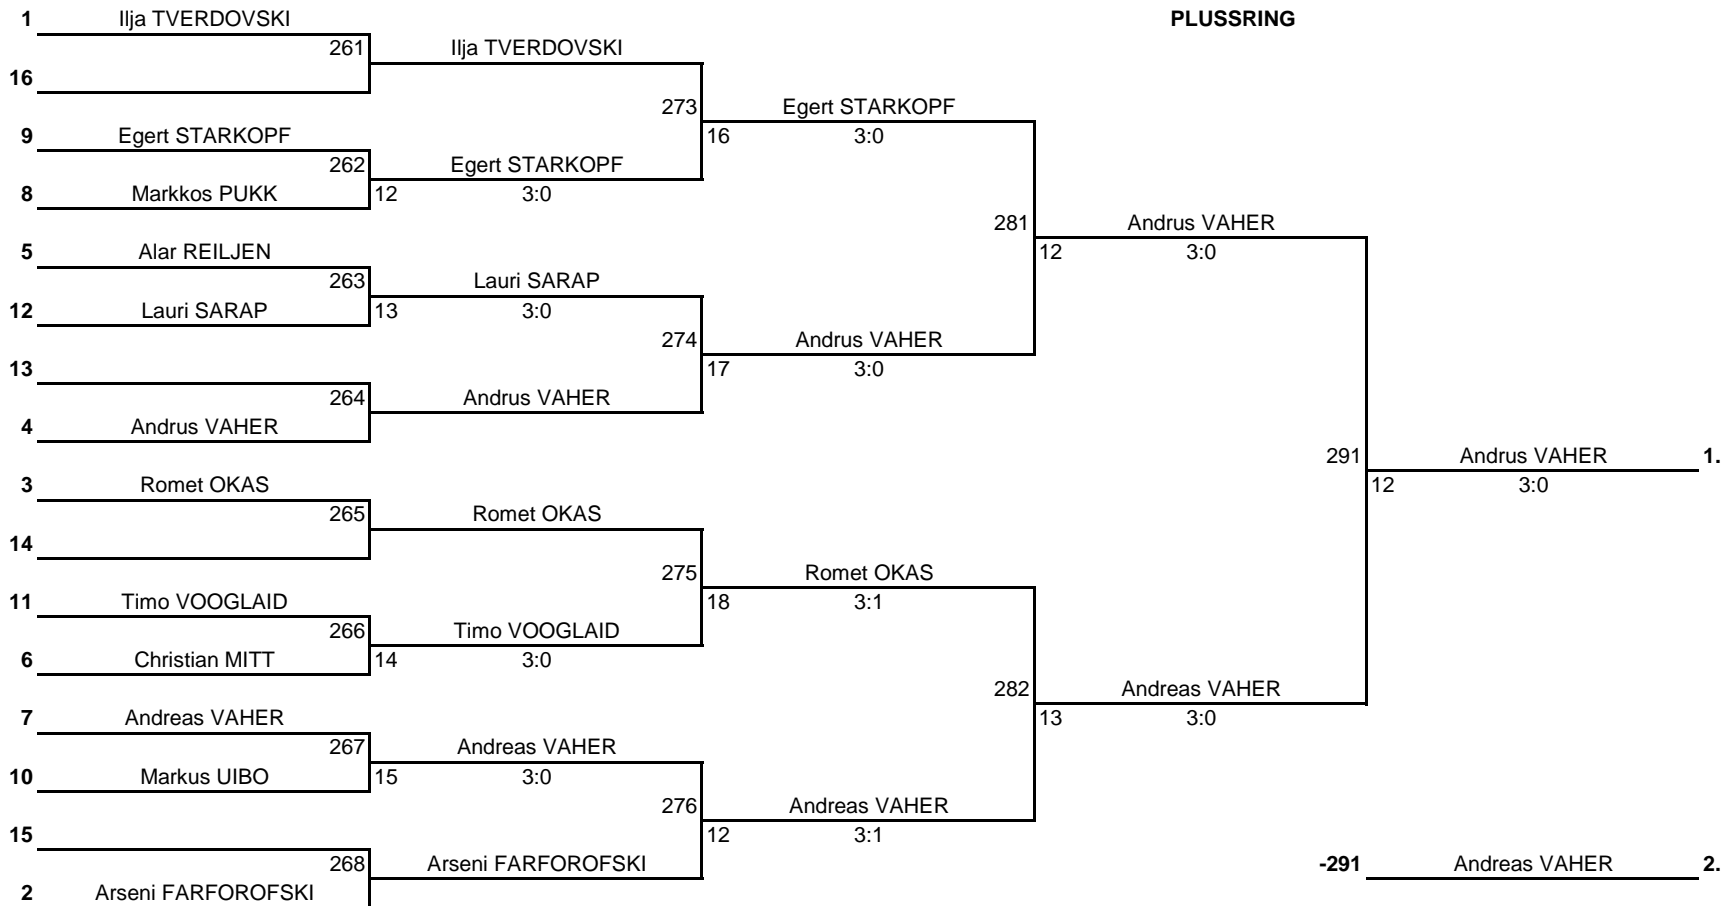 1 Ilja TVERDOVSKI PLUSSRING
261 Ilja TVERDOVSKI
16
273 Egert STARKOPF
9 Egert STARKOPF 16 3:0
262 Egert STARKOPF
8 Markkos PUKK 12 3:0
281 Andrus VAHER
5 Alar REILJEN 12 3:0
263 Lauri SARAP
12 Lauri SARAP 13 3:0
274 Andrus VAHER
13 17 3:0
264 Andrus VAHER
4 Andrus VAHER
291 Andrus VAHER 1.
3 Romet OKAS 12 3:0
265 Romet OKAS
14
275 Romet OKAS
11 Timo VOOGLAID 18 3:1
266 Timo VOOGLAID
6 Christian MITT 14 3:0
282 Andreas VAHER
7 Andreas VAHER 13 3:0
267 Andreas VAHER
10 Markus UIBO 15 3:0
276 Andreas VAHER
15 12 3:1
268 Arseni FARFOROFSKI -291 Andreas VAHER 2.
2 Arseni FARFOROFSKI